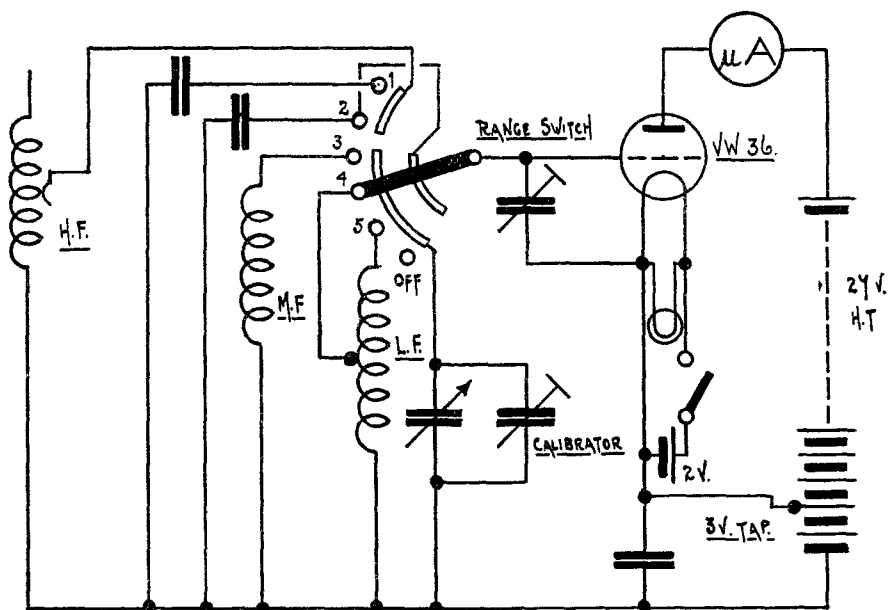 µA
1
2
3
4
5
OFF
RANGE SWITCH
VW 36.
H.F.
M.F
L.F.
CALIBRATOR
2V.
3V. TAP.
24 V.
H.T